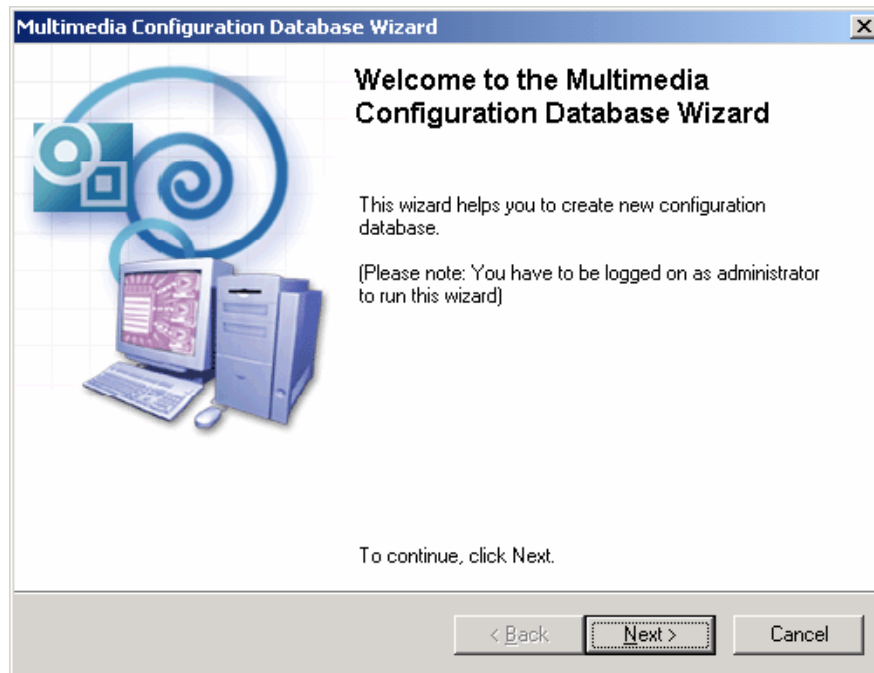 Multimedia Configuration Database Wizard
Welcome to the Multimedia
Configuration Database Wizard
This wizard helps you to create new configuration
database.
(Please note: You have to be logged on as administrator
to run this wizard)
To continue, click Next.
< Back
Next >
Cancel